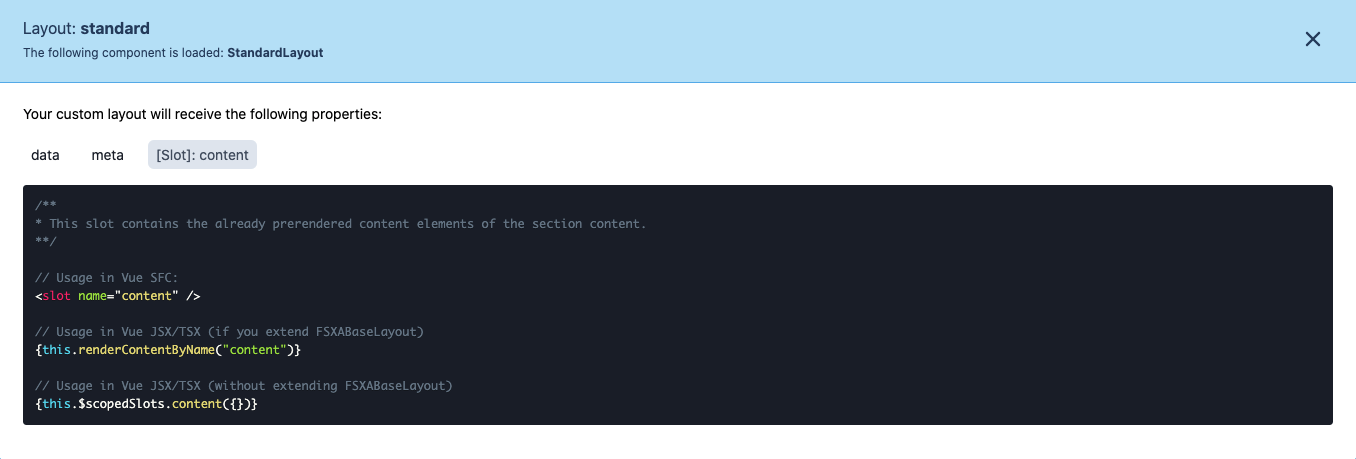 Layout: standard
The following component is loaded: StandardLayout
Your custom layout will receive the following properties:
data meta [Slot]: content
/**
* This slot contains the already prerendered content elements of the section content.
**/
// Usage in Vue SFC:
<slot name="content" />
// Usage in Vue JSX/TSX (if you extend FSXABaseLayout)
{this.renderContentByName("content")}
// Usage in Vue JSX/TSX (without extending FSXABaseLayout)
{this.$scopedSlots.content({})}